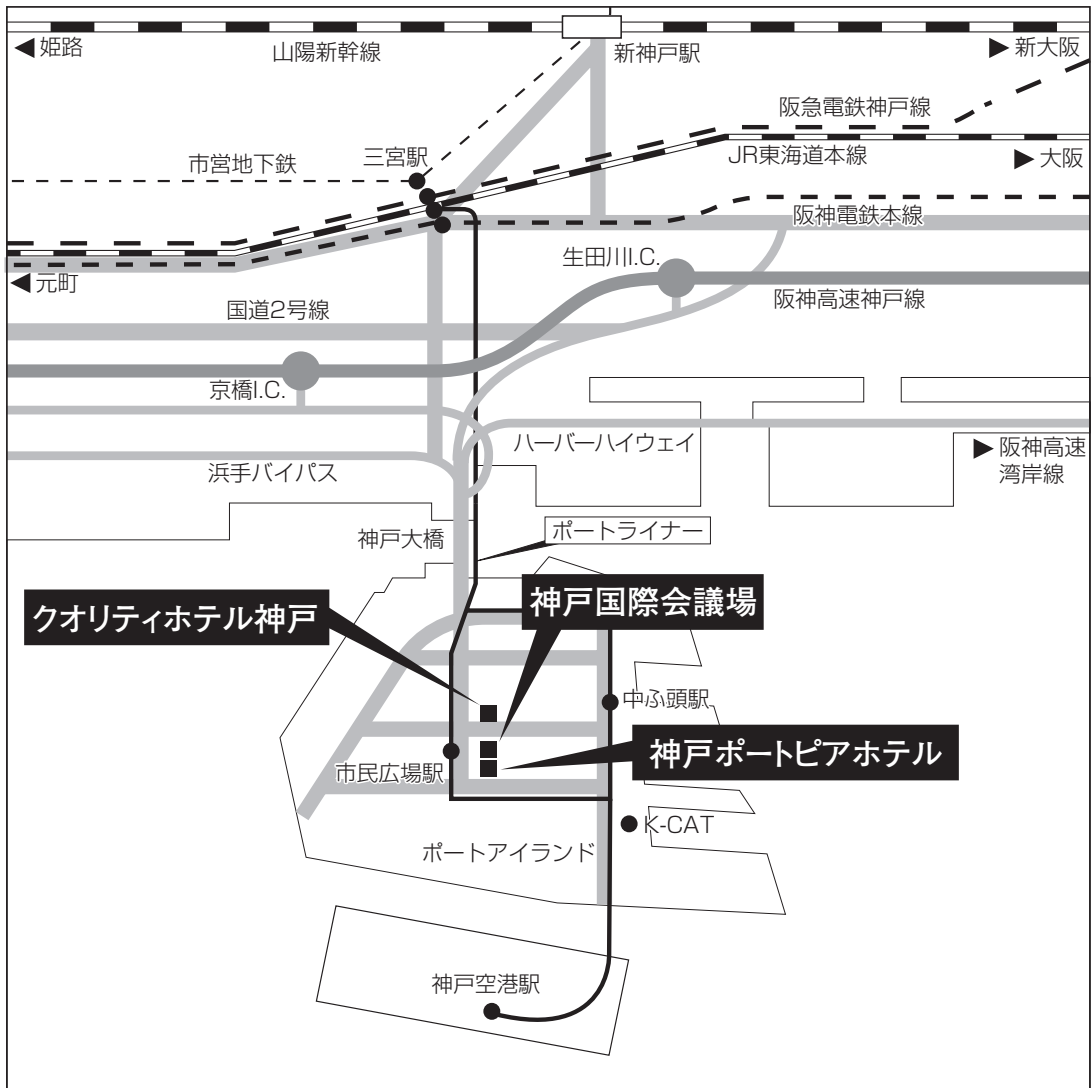 ◀姫路
山陽新幹線
新神戸駅
▶新大阪
阪急電鉄神戸線
三宮駅
JR東海道本線
市営地下鉄
▶大阪
阪神電鉄本線
生田川I.C.
◀元町
国道2号線
阪神高速神戸線
京橋I.C.
ハーバーハイウェイ
▶阪神高速
湾岸線
浜手バイパス
神戸大橋
ポートライナー
神戸国際会議場
クオリティホテル神戸
中ふ頭駅
神戸ポートピアホテル
市民広場駅
K-CAT
ポートアイランド
神戸空港駅